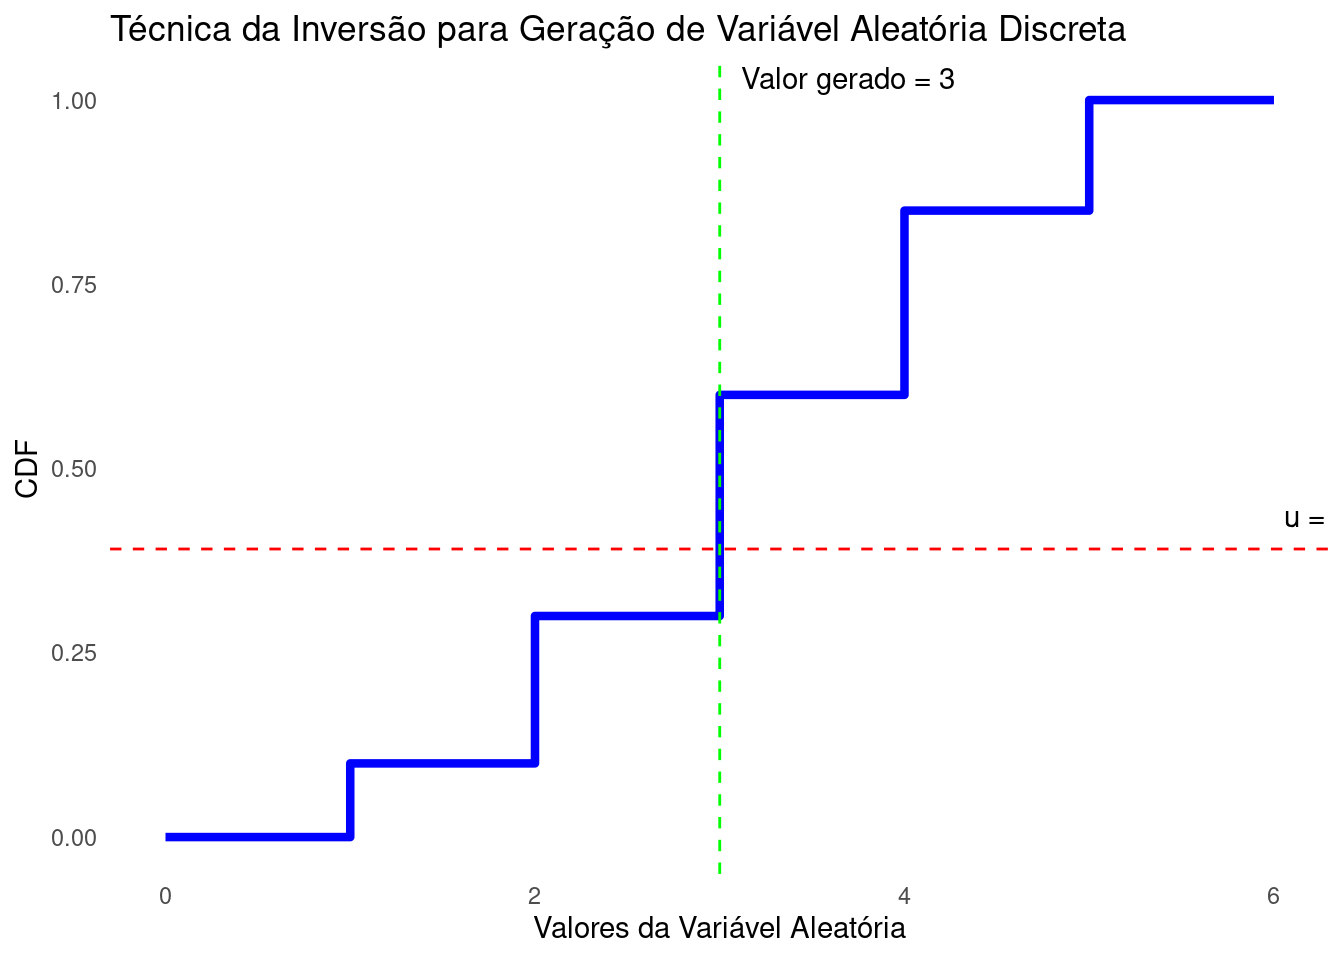 Técnica da Inversão para Geração de Variável Aleatória Discreta
Valor gerado = 3
1.00
0.75
0.50
0.25
0.00
CDF
u =
0 2 4 6
Valores da Variável Aleatória